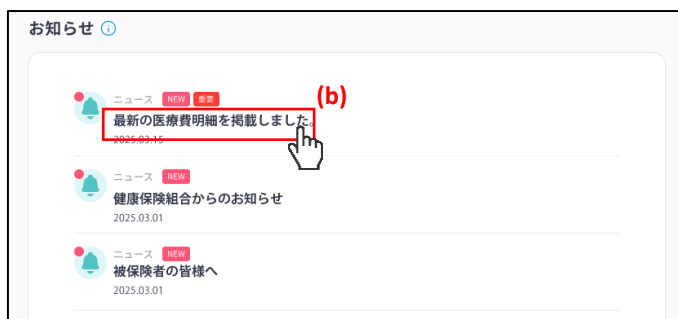 お知らせ
ニュース NEW 重要
(b)
最新の医療費明細を掲載しました。
2025.03.15
ニュース NEW
健康保険組合からのお知らせ
2025.03.01
ニュース NEW
被保険者の皆様へ
2025.03.01